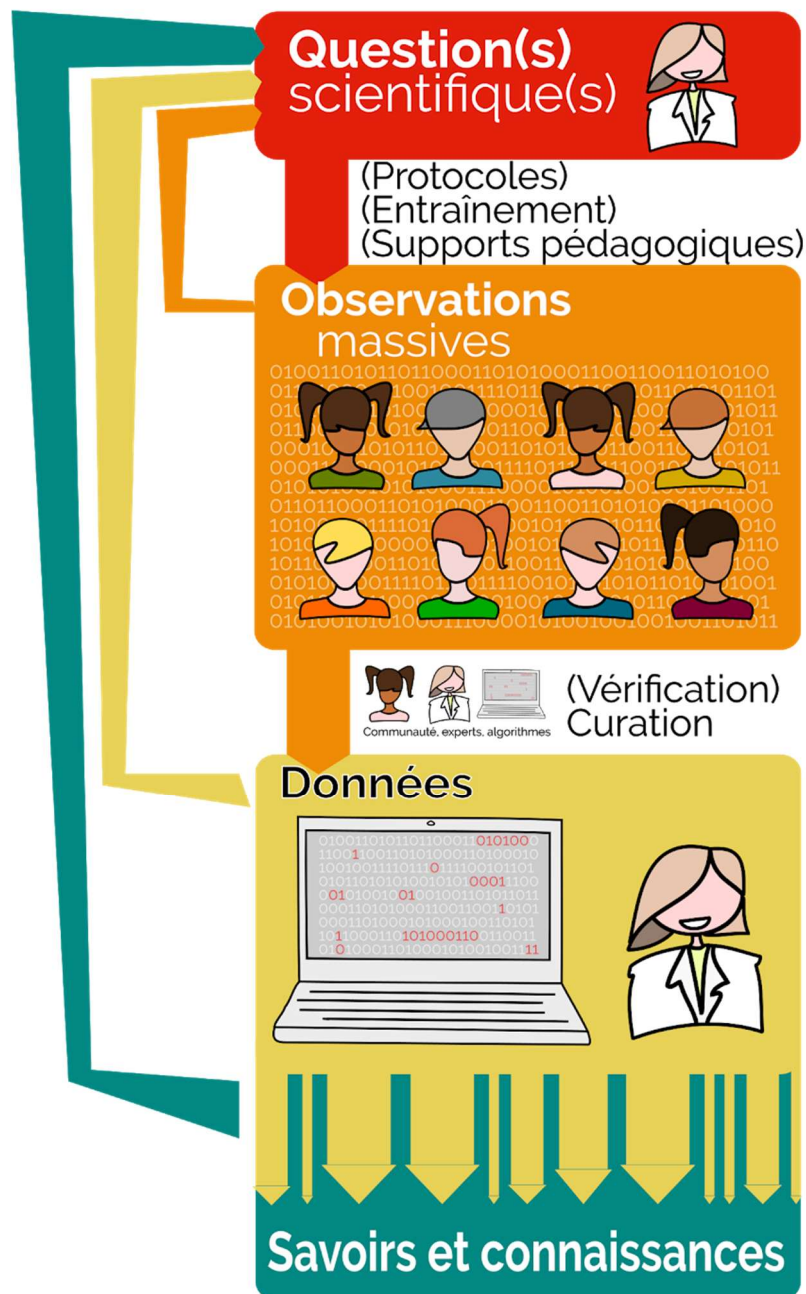 Question(s)
scientifique(s)
(Protocoles)
(Entraînement)
(Supports pédagogiques)
Observations
massives
(Vérification)
Curation
Communauté, experts, algorithmes
Données
Savoirs et connaissances